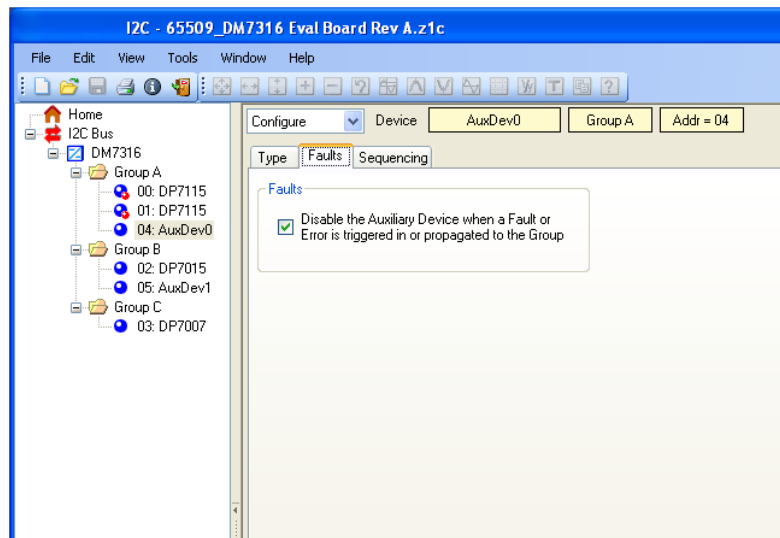 I2C - 65509_DM7316 Eval Board Rev A.z1c
File Edit View Tools Window Help
Home
I2C Bus
DM7316
Group A
00: DP7115
01: DP7115
04: AuxDev0
Group B
02: DP7015
05: AuxDev1
Group C
03: DP7007
Configure Device AuxDev0 Group A Addr = 04
Type Faults Sequencing
Faults
Disable the Auxiliary Device when a Fault or
Error is triggered in or propagated to the Group